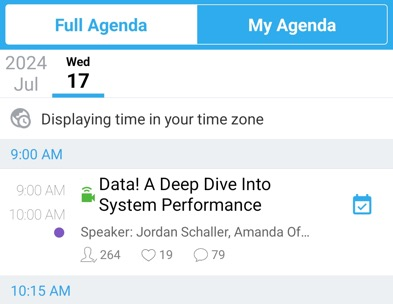 Full Agenda
My Agenda
2024
Jul
Wed
17
Displaying time in your time zone
9:00 AM
9:00 AM
10:00 AM
Data! A Deep Dive Into
System Performance
Speaker: Jordan Schaller, Amanda Of...
264
19
79
10:15 AM